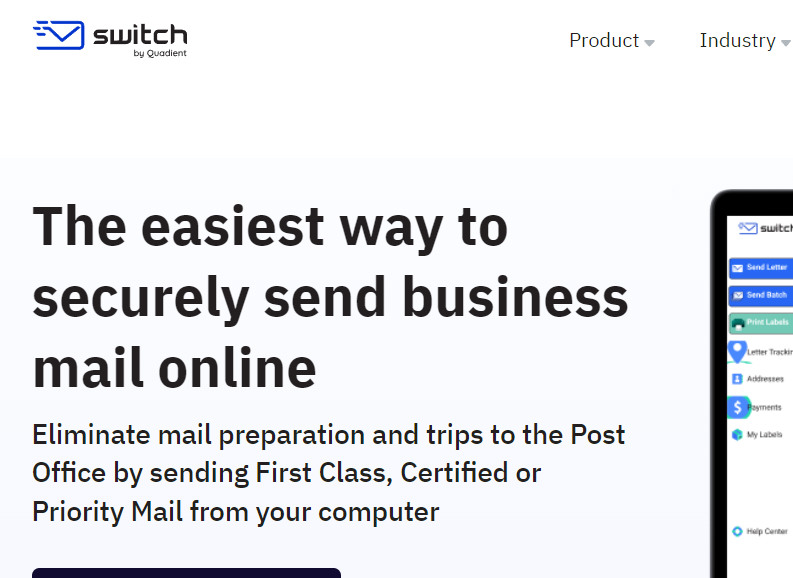 switch
by Quadient
Product
Industry
The easiest way to
securely send business
mail online
Eliminate mail preparation and trips to the Post
Office by sending First Class, Certified or
Priority Mail from your computer
switch
Send Letter
Send Batch
Print Labels
Letter Trackin
Addresses
Payments
My Labels
Help Center